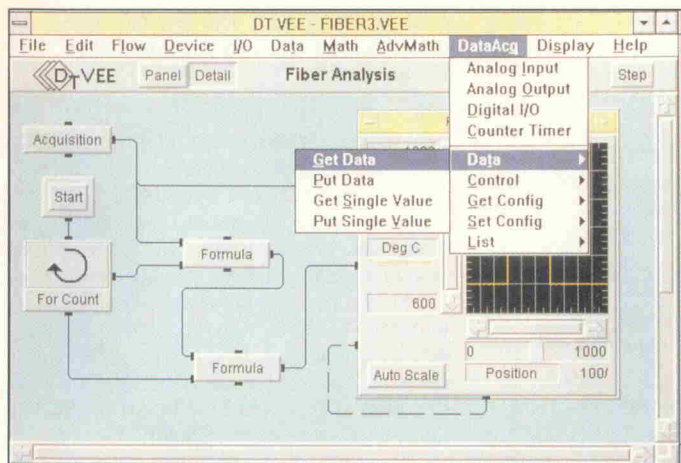 DT VEE - FIBER3.VEE
File Edit Flow Device I/O Data Math AdvMath DataAcq Display Help
DTVEE Panel Detail Fiber Analysis Step
Analog Input
Analog Output
Digital I/O
Counter Timer
Data
Control
Get Config
Set Config
List
Get Data
Put Data
Get Single Value
Put Single Value
Acquisition
Start
For Count
Formula
Formula
Deg C
600
0 1000
Auto Scale Position 100/